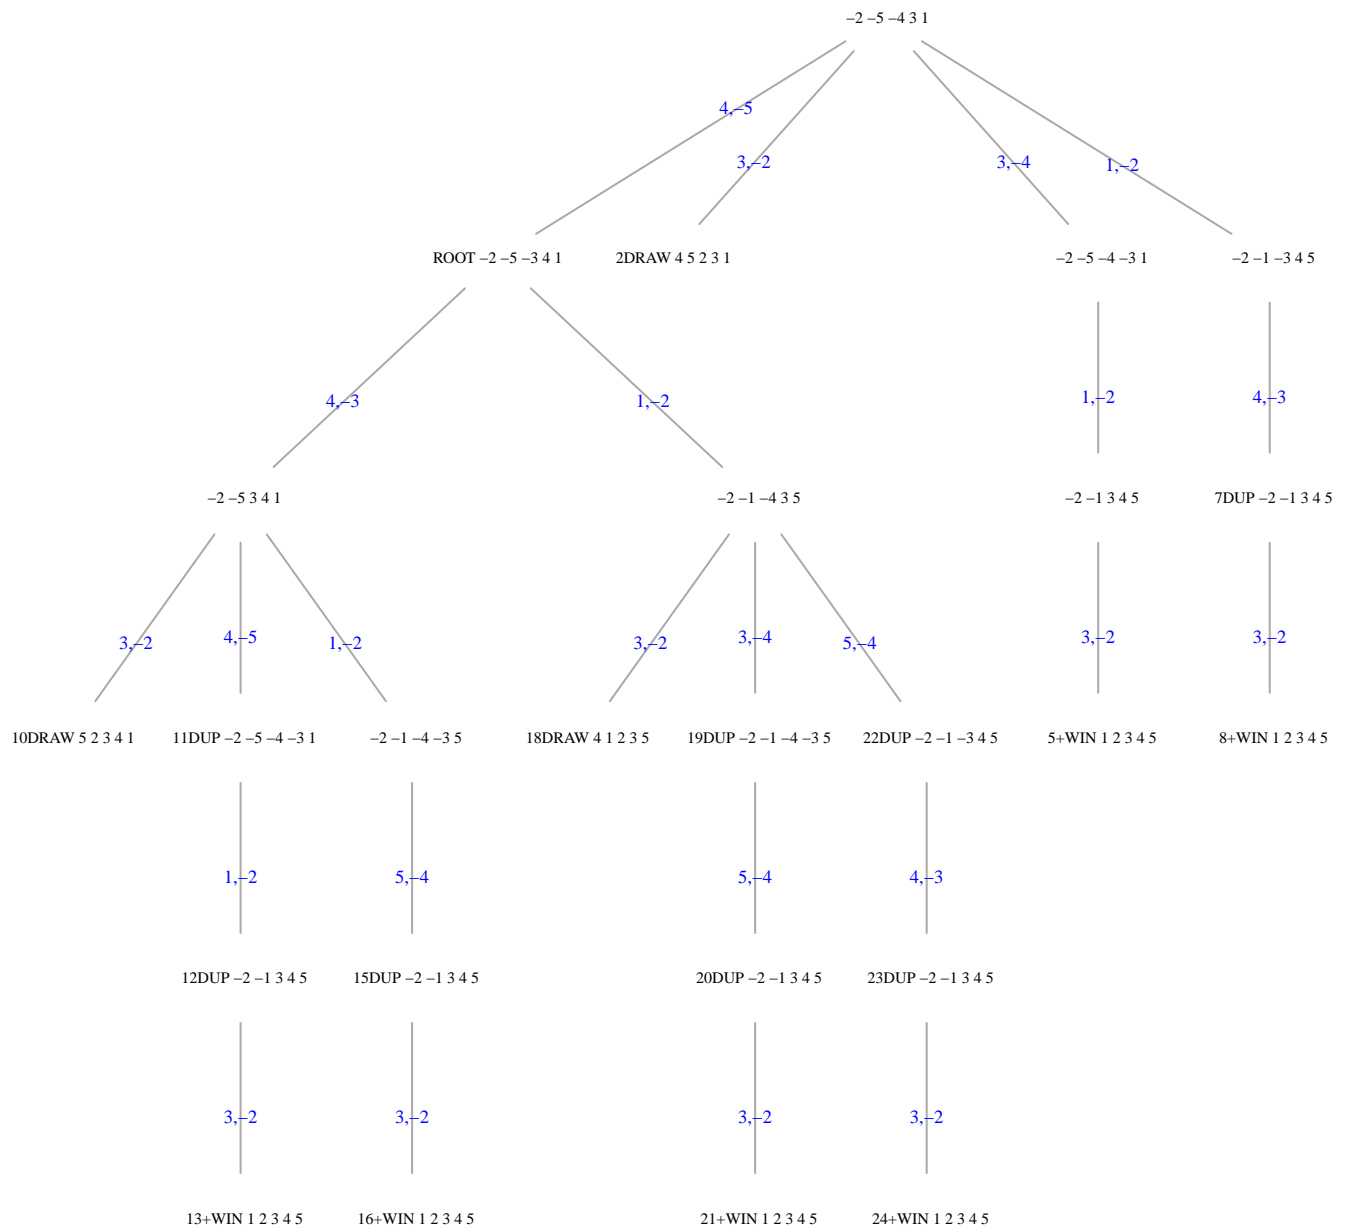 −2 −5 −4 3 1
4,−5
3,−2
3,−4
1,−2
ROOT −2 −5 −3 4 1
2DRAW 4 5 2 3 1
−2 −5 −4 −3 1
−2 −1 −3 4 5
4,−3
1,−2
1,−2
4,−3
−2 −5 3 4 1
−2 −1 −4 3 5
−2 −1 3 4 5
7DUP −2 −1 3 4 5
3,−2
4,−5
1,−2
3,−2
3,−4
5,−4
3,−2
3,−2
10DRAW 5 2 3 4 1
11DUP −2 −5 −4 −3 1
−2 −1 −4 −3 5
18DRAW 4 1 2 3 5
19DUP −2 −1 −4 −3 5
22DUP −2 −1 −3 4 5
5+WIN 1 2 3 4 5
8+WIN 1 2 3 4 5
1,−2
5,−4
5,−4
4,−3
12DUP −2 −1 3 4 5
15DUP −2 −1 3 4 5
20DUP −2 −1 3 4 5
23DUP −2 −1 3 4 5
3,−2
3,−2
3,−2
3,−2
13+WIN 1 2 3 4 5
16+WIN 1 2 3 4 5
21+WIN 1 2 3 4 5
24+WIN 1 2 3 4 5